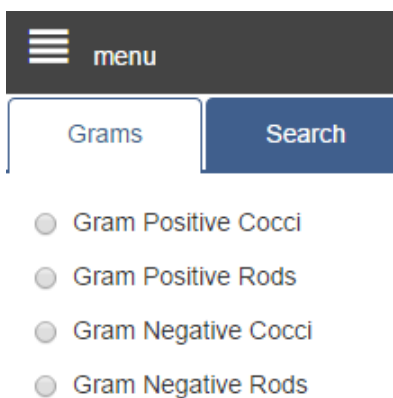 menu
Grams
Search
Gram Positive Cocci
Gram Positive Rods
Gram Negative Cocci
Gram Negative Rods